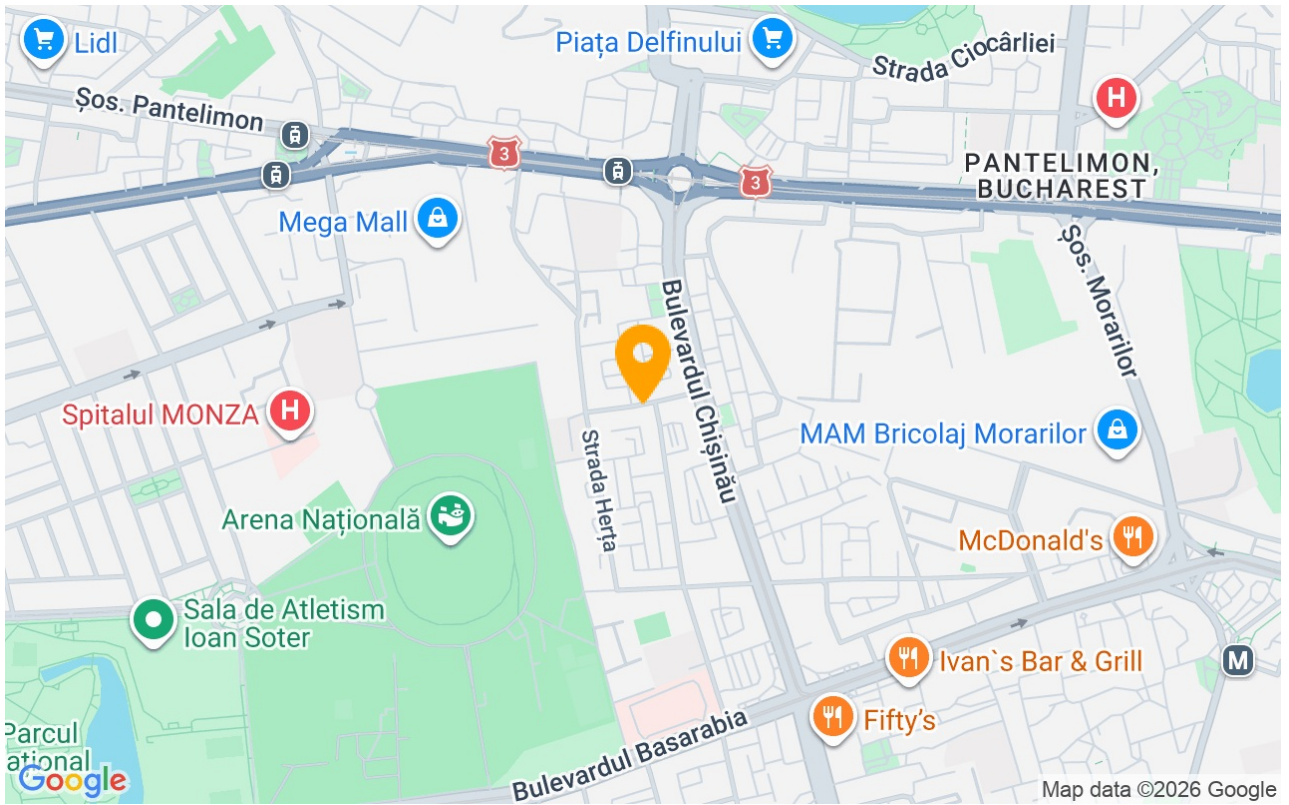 Lidl
Piața Delfinului
Strada Ciocârliei
Șos. Pantelimon
H
3
3
PANTELIMON,
BUCHAREST
Mega Mall
Șos. Morarilor
Bulevardul Chișinău
Spitalul MONZA
H
MAM Bricolaj Morarilor
Strada Herța
Arena Națională
McDonald's
Sala de Atletism
Ioan Soter
Ivan`s Bar & Grill
M
Fifty's
Parcul
ațional
Bulevardul Basarabia
Google
Map data ©2026 Google